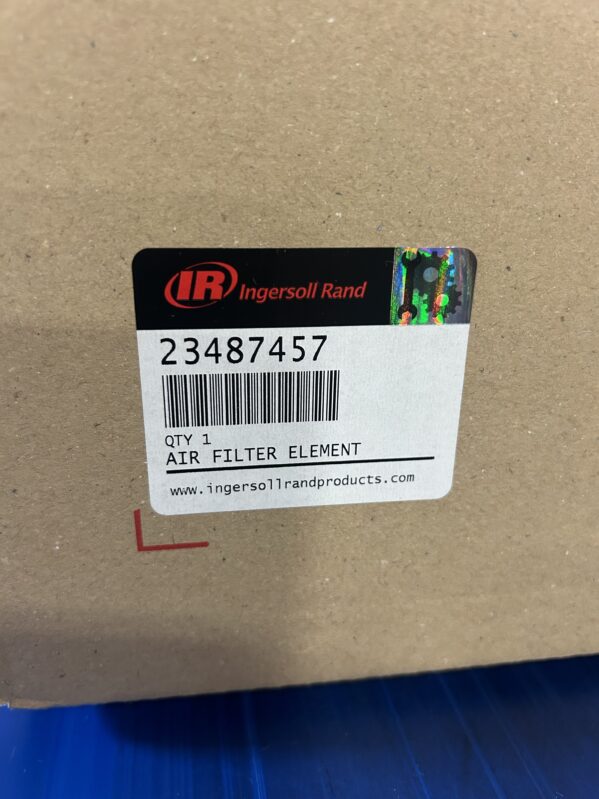 IR Ingersoll Rand
23487457
QTY 1
AIR FILTER ELEMENT
www.ingersollrandproducts.com